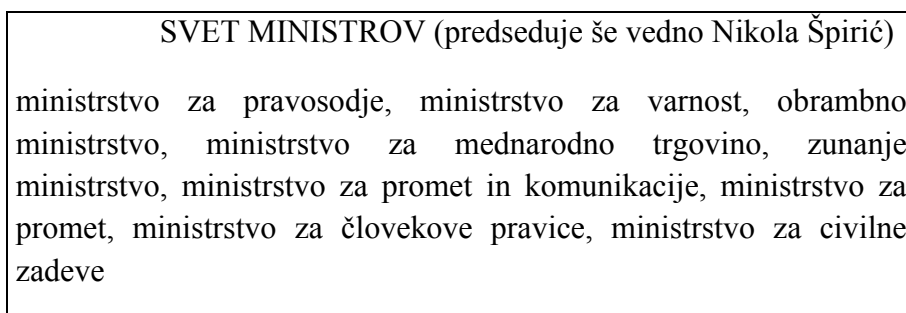 SVET MINISTROV (predseduje še vedno Nikola Špirić)
ministrstvo za pravosodje, ministrstvo za varnost, obrambno
ministrstvo, ministrstvo za mednarodno trgovino, zunanje
ministrstvo, ministrstvo za promet in komunikacije, ministrstvo za
promet, ministrstvo za človekove pravice, ministrstvo za civilne
zadeve